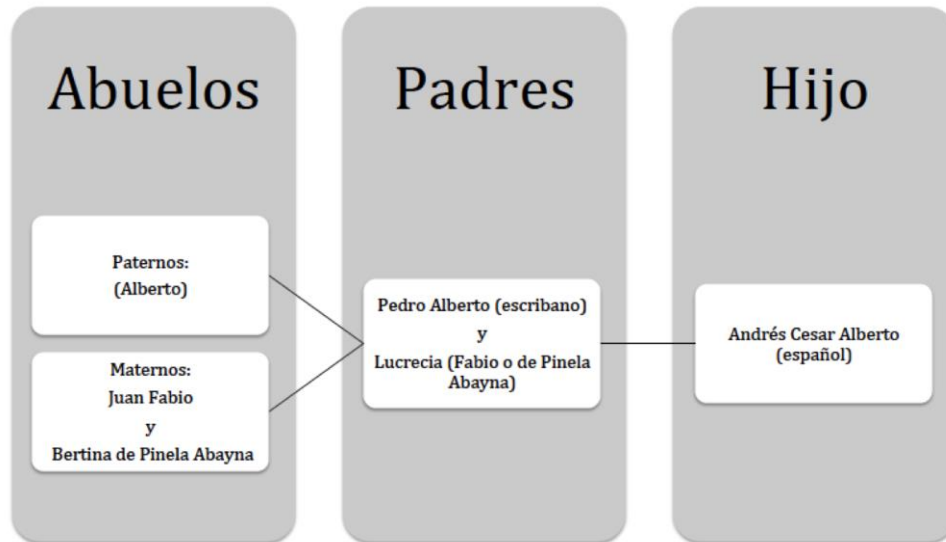 Abuelos
Paternos:
(Alberto)
Maternos:
Juan Fabio
y
Bertina de Pinela Abayna
Padres
Pedro Alberto (escribano)
y
Lucrecia (Fabio o de Pinela
Abayna)
Hijo
Andrés Cesar Alberto
(español)